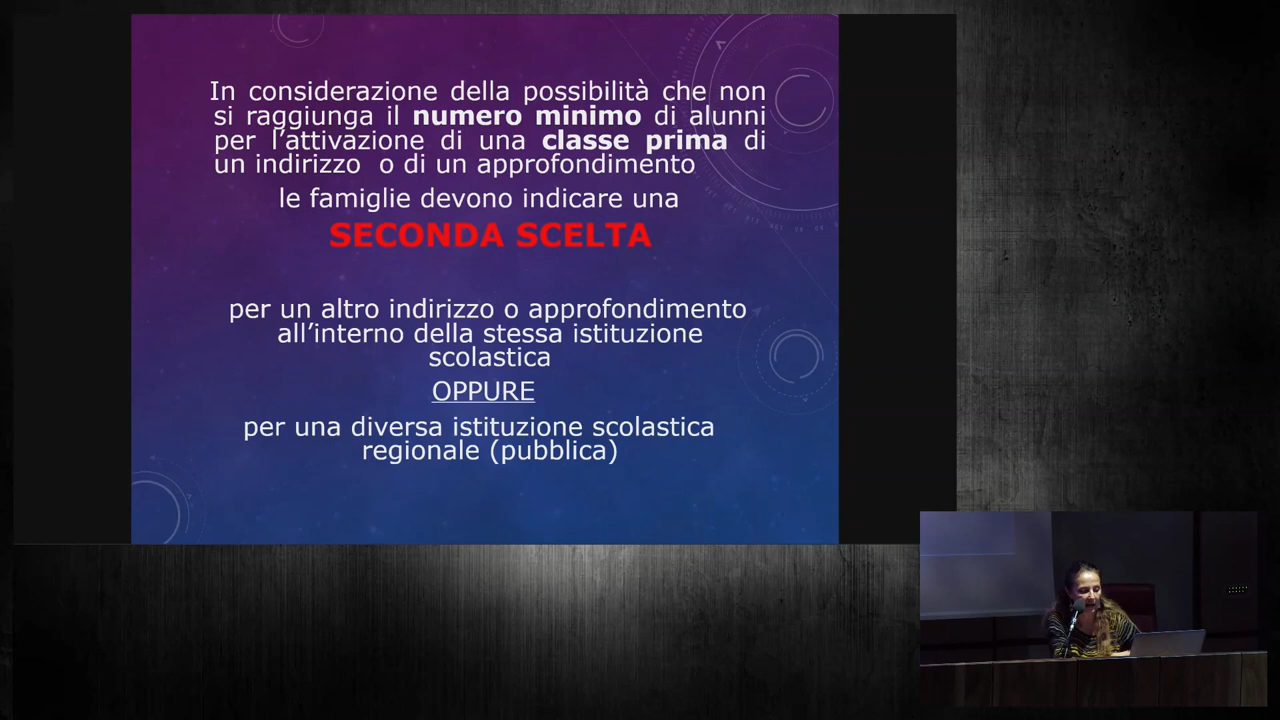 In considerazione della possibilità che non
si raggiunga il numero minimo di alunni
per l’attivazione di una classe prima di
un indirizzo o di un approfondimento
le famiglie devono indicare una
SECONDA SCELTA
per un altro indirizzo o approfondimento
all’interno della stessa istituzione
scolastica
OPPURE
per una diversa istituzione scolastica
regionale (pubblica)